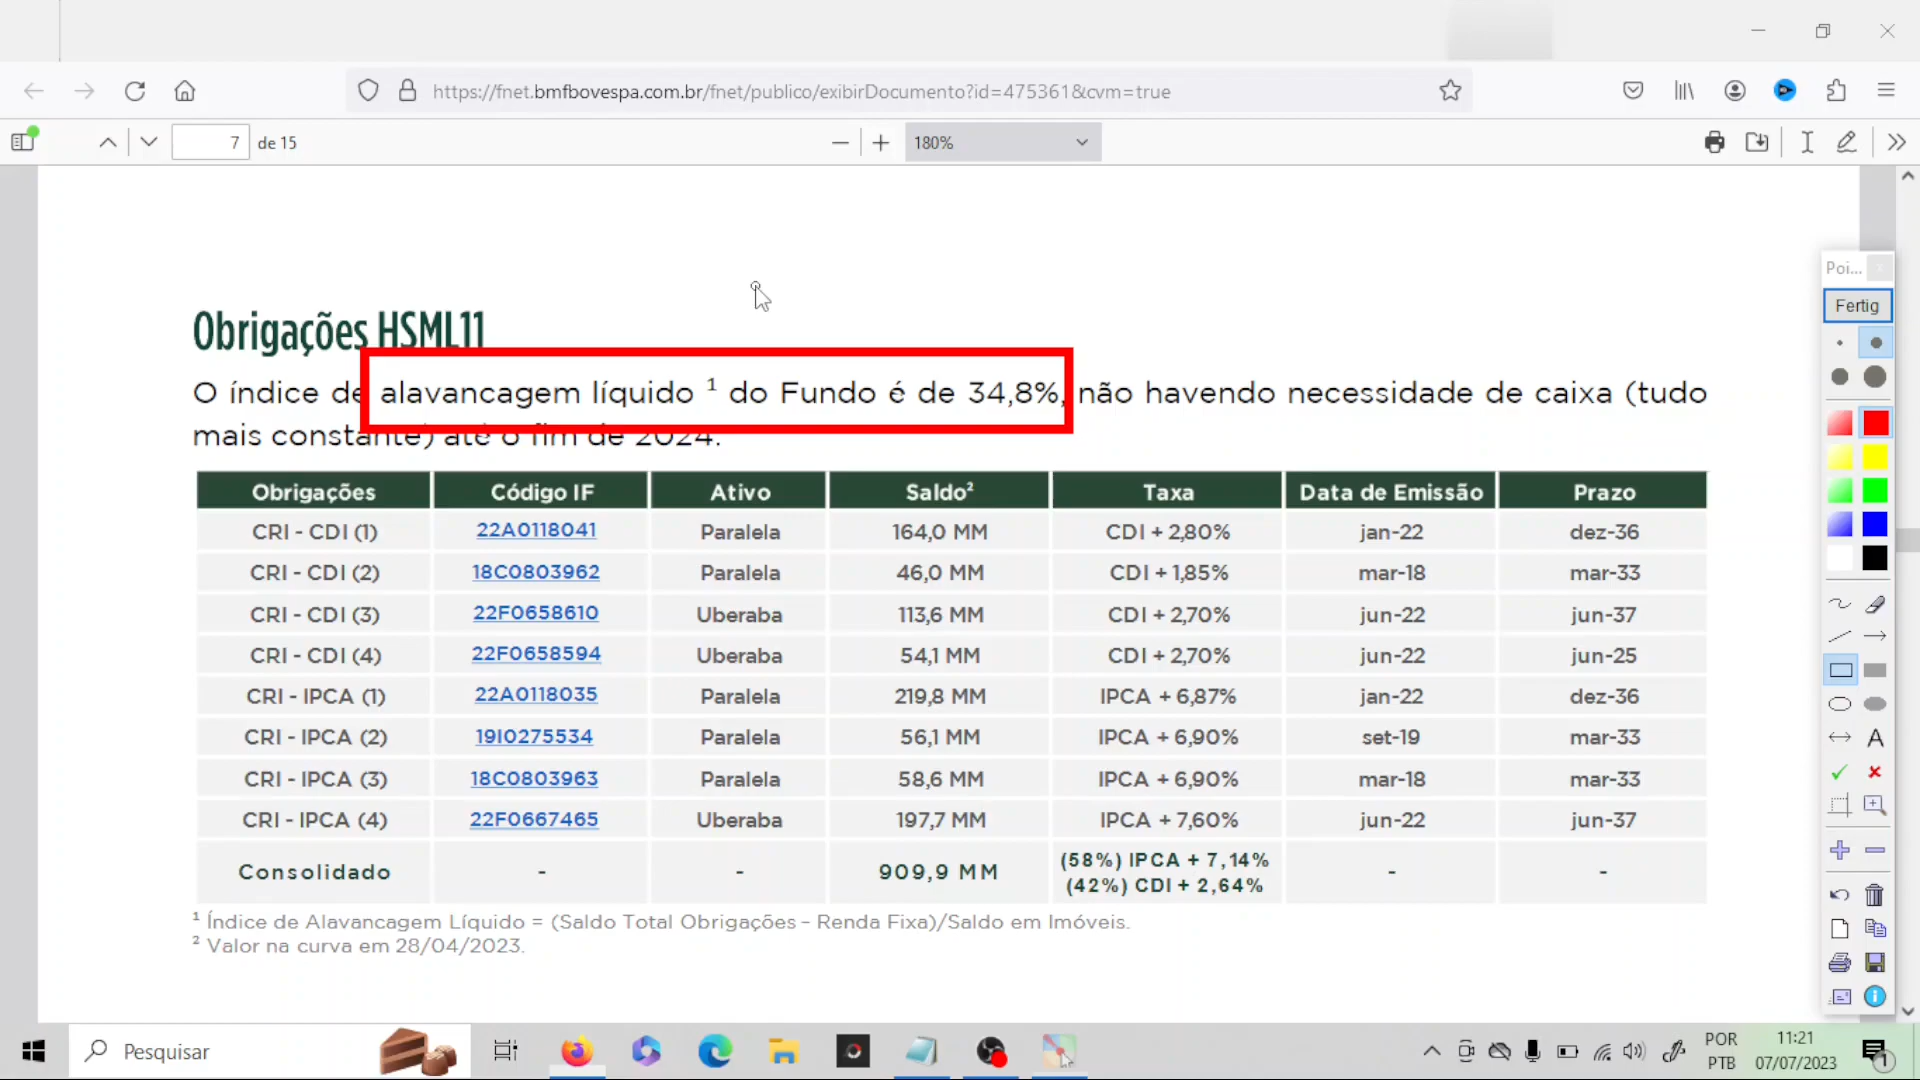 https://fnet.bmfbovespa.com.br/fnet/publico/exibirDocumento?id=475361&cvm=true
7 de 15
180%
Poi...
Fertig
Obrigações HSML11
O índice de alavancagem líquido ¹ do Fundo é de 34,8%, não havendo necessidade de caixa (tudo
mais constante) até o fim de 2024.
Obrigações Código IF Ativo Saldo² Taxa Data de Emissão Prazo
CRI - CDI (1) 22A0118041 Paralela 164,0 MM CDI + 2,80% jan-22 dez-36
CRI - CDI (2) 18C0803962 Paralela 46,0 MM CDI + 1,85% mar-18 mar-33
CRI - CDI (3) 22F0658610 Uberaba 113,6 MM CDI + 2,70% jun-22 jun-37
CRI - CDI (4) 22F0658594 Uberaba 54,1 MM CDI + 2,70% jun-22 jun-25
CRI - IPCA (1) 22A0118035 Paralela 219,8 MM IPCA + 6,87% jan-22 dez-36
CRI - IPCA (2) 19I0275534 Paralela 56,1 MM IPCA + 6,90% set-19 mar-33
CRI - IPCA (3) 18C0803963 Paralela 58,6 MM IPCA + 6,90% mar-18 mar-33
CRI - IPCA (4) 22F0667465 Uberaba 197,7 MM IPCA + 7,60% jun-22 jun-37
Consolidado - - 909,9 MM (58%) IPCA + 7,14% - -
(42%) CDI + 2,64%
¹ Índice de Alavancagem Líquido = (Saldo Total Obrigações – Renda Fixa)/Saldo em Imóveis.
² Valor na curva em 28/04/2023.
A
Pesquisar
POR 11:21
PTB 07/07/2023
1